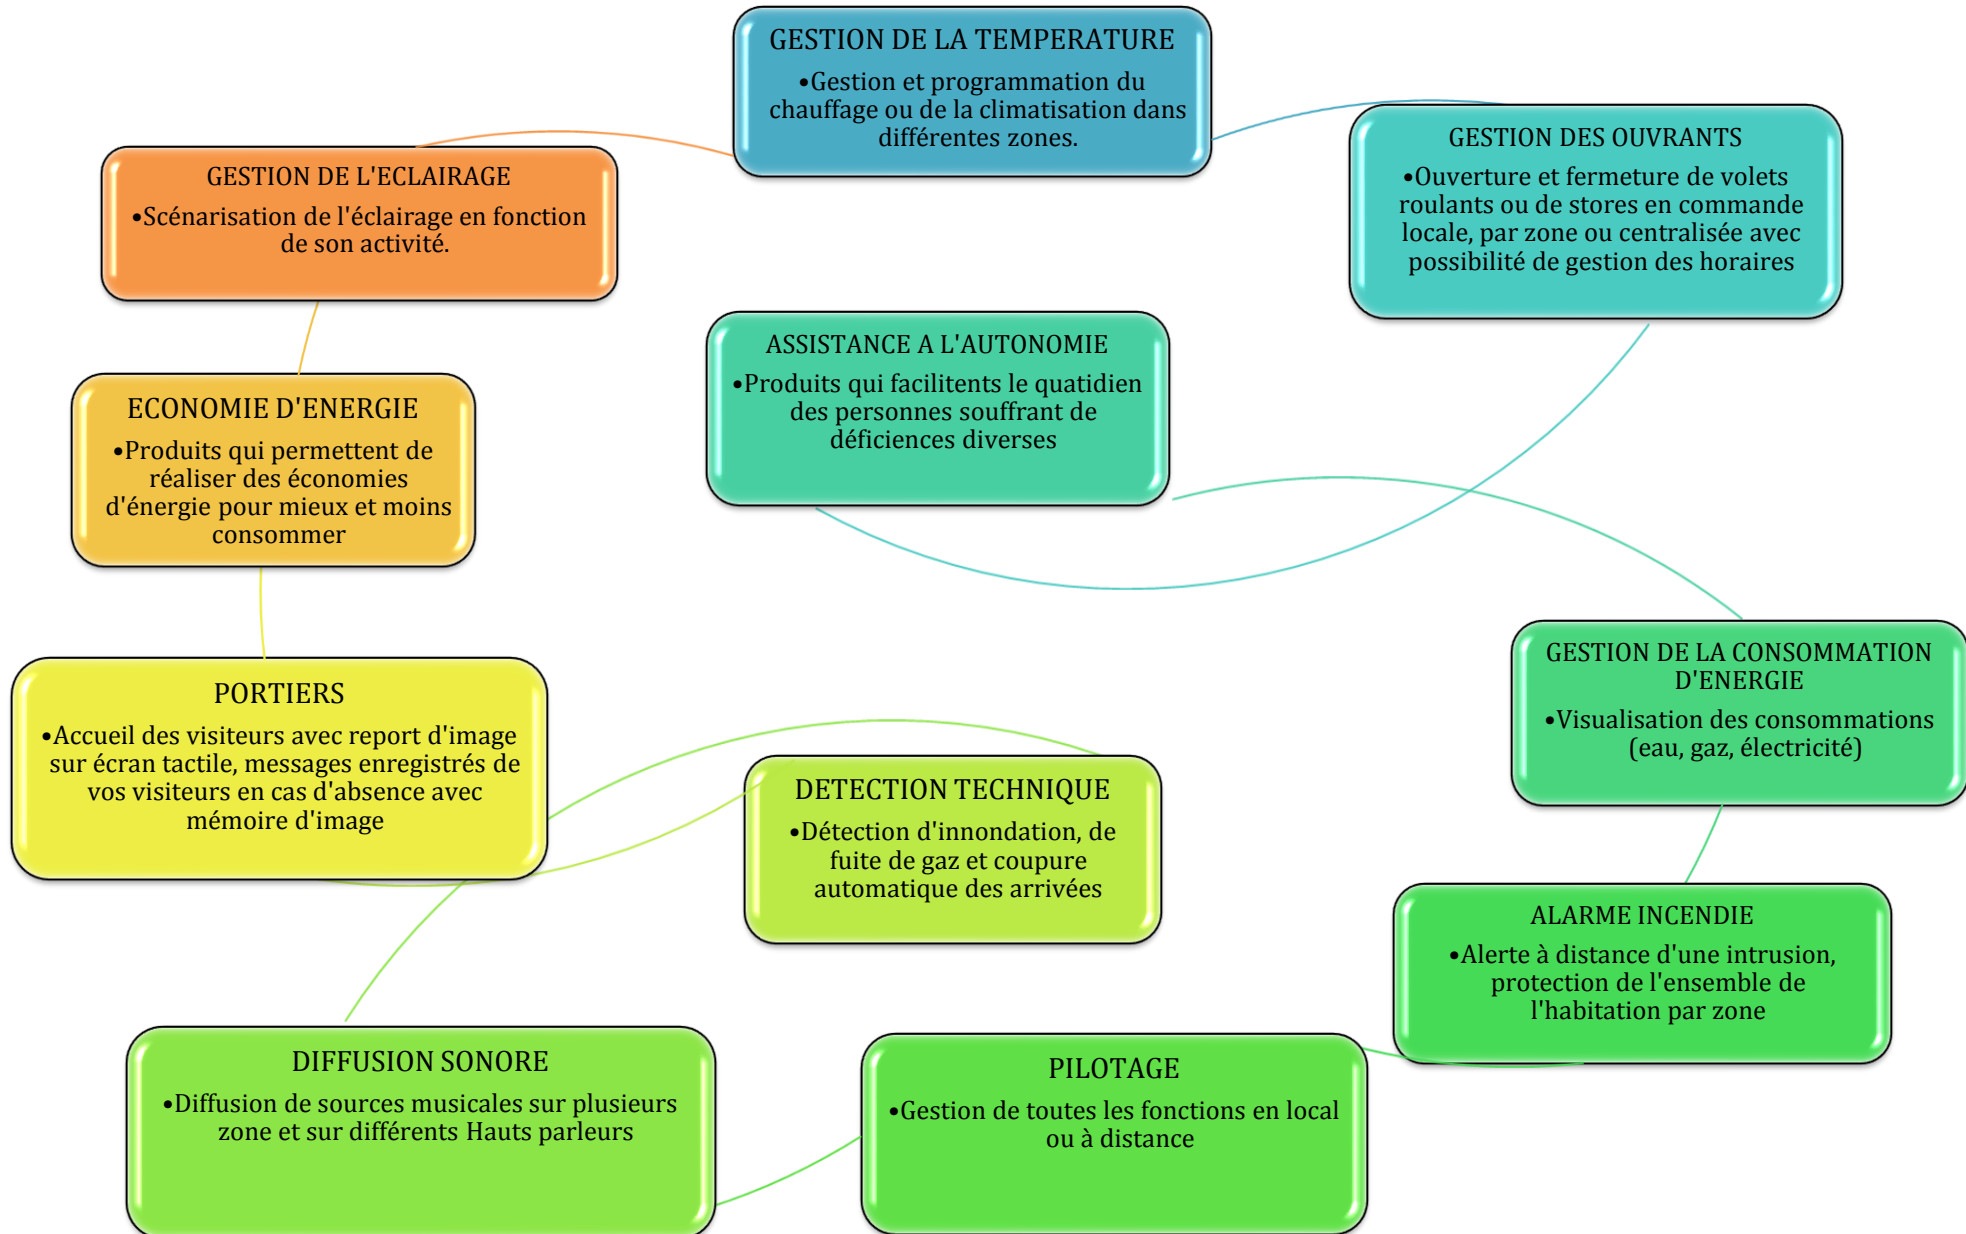 GESTION DE LA TEMPERATURE
•Gestion et programmation du
chauffage ou de la climatisation dans
différentes zones.
GESTION DES OUVRANTS
•Ouverture et fermeture de volets
roulants ou de stores en commande
locale, par zone ou centralisée avec
possibilité de gestion des horaires
GESTION DE L'ECLAIRAGE
•Scénarisation de l'éclairage en fonction
de son activité.
ASSISTANCE A L'AUTONOMIE
•Produits qui facilitents le quatidien
des personnes souffrant de
déficiences diverses
ECONOMIE D'ENERGIE
•Produits qui permettent de
réaliser des économies
d'énergie pour mieux et moins
consommer
GESTION DE LA CONSOMMATION
D'ENERGIE
•Visualisation des consommations
(eau, gaz, électricité)
PORTIERS
•Accueil des visiteurs avec report d'image
sur écran tactile, messages enregistrés de
vos visiteurs en cas d'absence avec
mémoire d'image
DETECTION TECHNIQUE
•Détection d'innondation, de
fuite de gaz et coupure
automatique des arrivées
ALARME INCENDIE
•Alerte à distance d'une intrusion,
protection de l'ensemble de
l'habitation par zone
DIFFUSION SONORE
•Diffusion de sources musicales sur plusieurs
zone et sur différents Hauts parleurs
PILOTAGE
•Gestion de toutes les fonctions en local
ou à distance